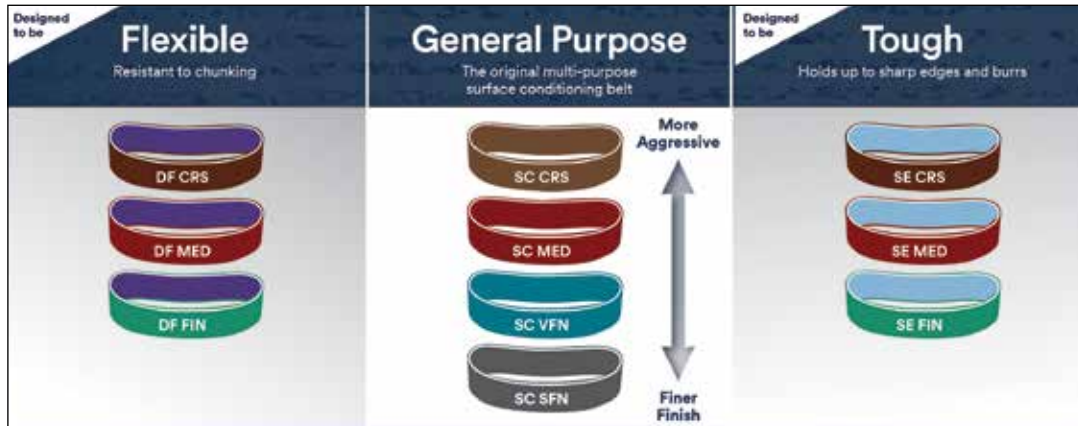 Designed
to be
Flexible
Resistant to chunking
DF CRS
DF MED
DF FIN
General Purpose
The original multi-purpose
surface conditioning belt
More
Aggressive
SC CRS
SC MED
SC VFN
SC SFN
Finer
Finish
Designed
to be
Tough
Holds up to sharp edges and burrs
SE CRS
SE MED
SE FIN